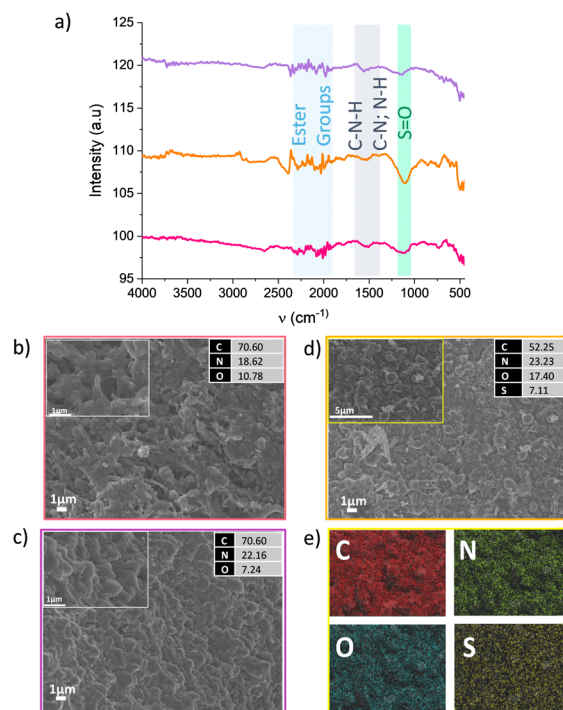 a)
Intensity (a.u)
125
120
115
110
105
100
95
Ester
Groups
C-N-H
C-N; N-H
S=O
4000 3500 3000 2500 2000 1500 1000 500
ν (cm⁻¹)
b)
C 70.60
N 18.62
O 10.78
1μm
1μm
d)
C 52.25
N 23.23
O 17.40
S 7.11
5μm
1μm
c)
C 70.60
N 22.16
O 7.24
1μm
1μm
e)
C
N
O
S